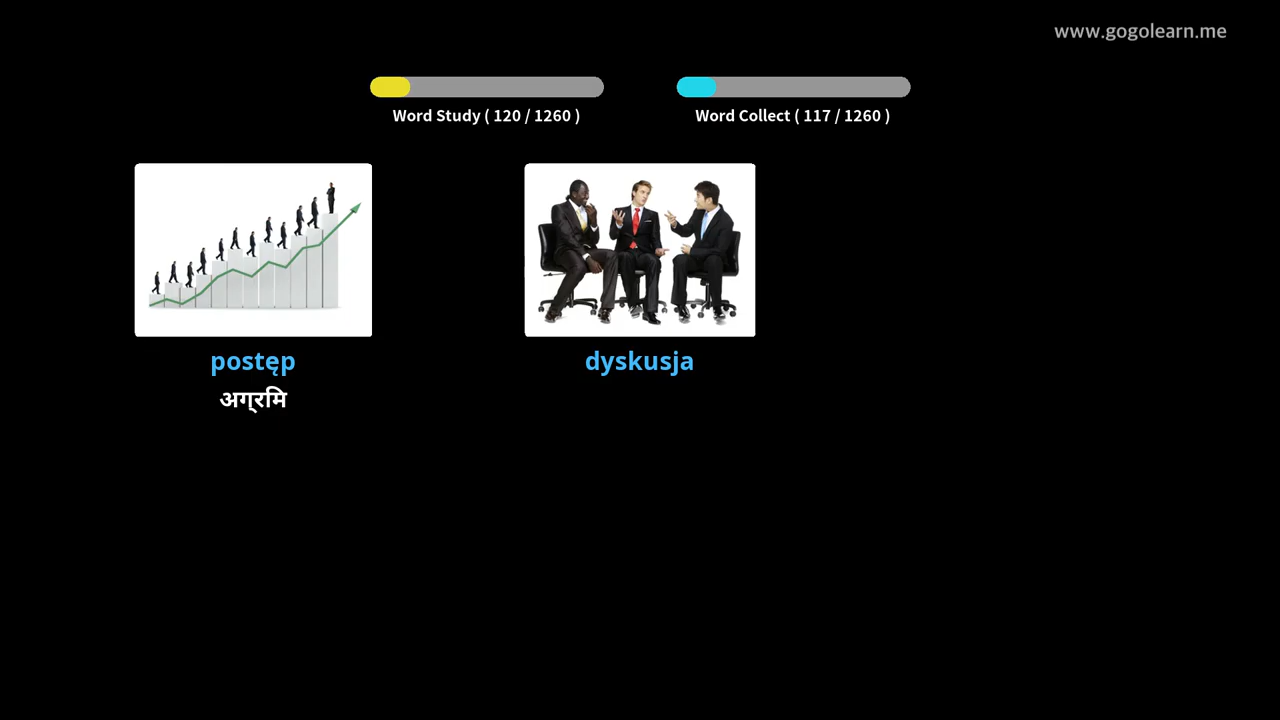 www.gogolearn.me
Word Study ( 120 / 1260 )
Word Collect ( 117 / 1260 )
postęp
dyskusja
अग्रमि